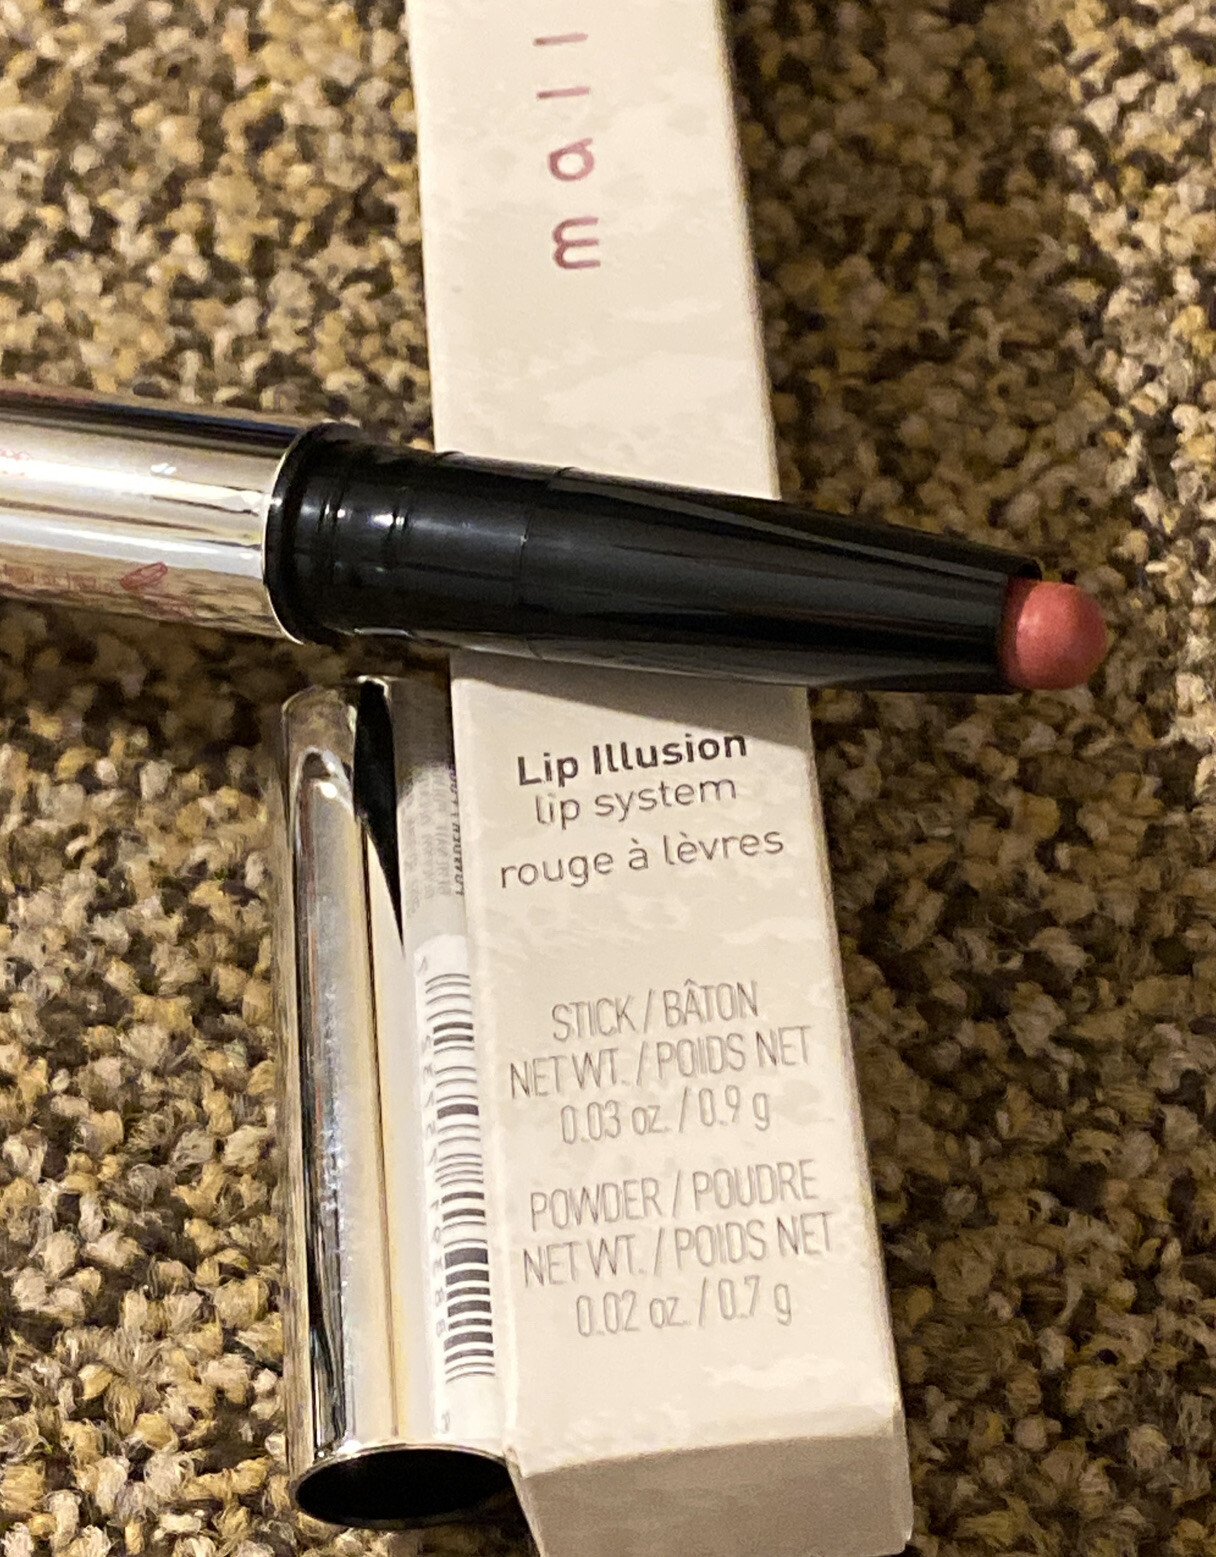 mall
Lip Illusion
lip system
rouge à lèvres
STICK / BÂTON
NET WT. / POIDS NET
0.03 oz. / 0.9 g
POWDER / POUDRE
NET WT. / POIDS NET
0.02 oz. / 0.7 g